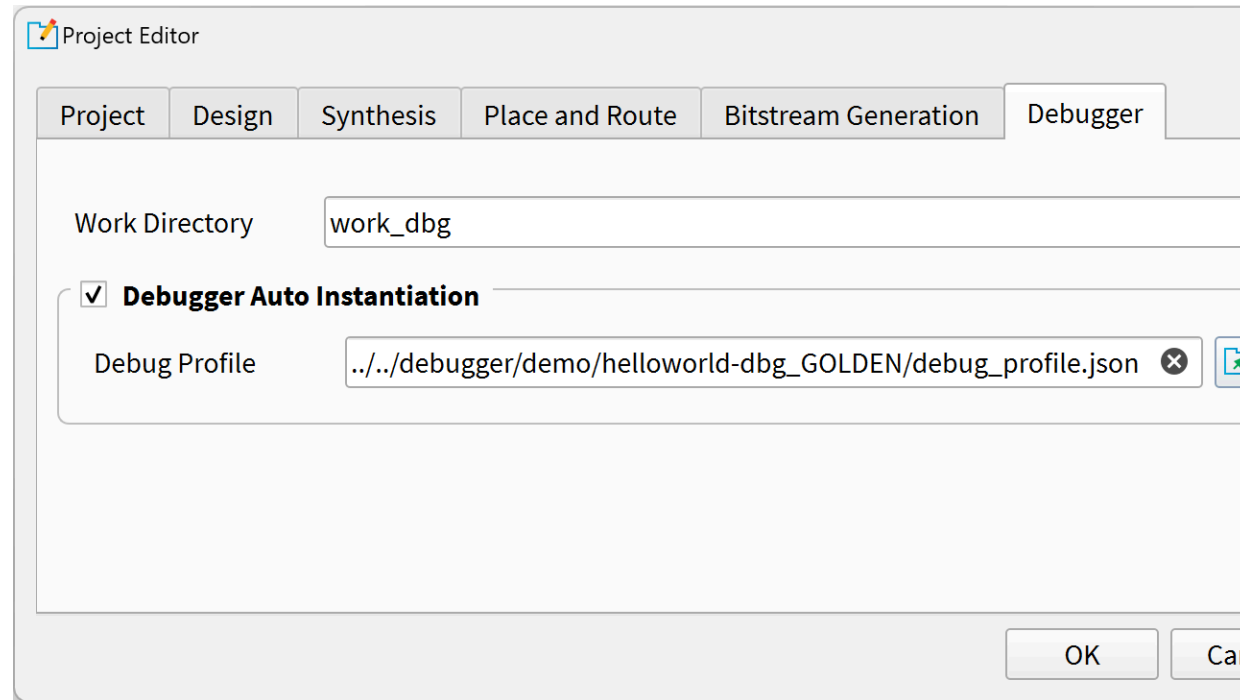 Project Editor
Project Design Synthesis Place and Route Bitstream Generation Debugger
Work Directory work_dbg
Debugger Auto Instantiation
Debug Profile ../../debugger/demo/helloworld-dbg_GOLDEN/debug_profile.json
OK